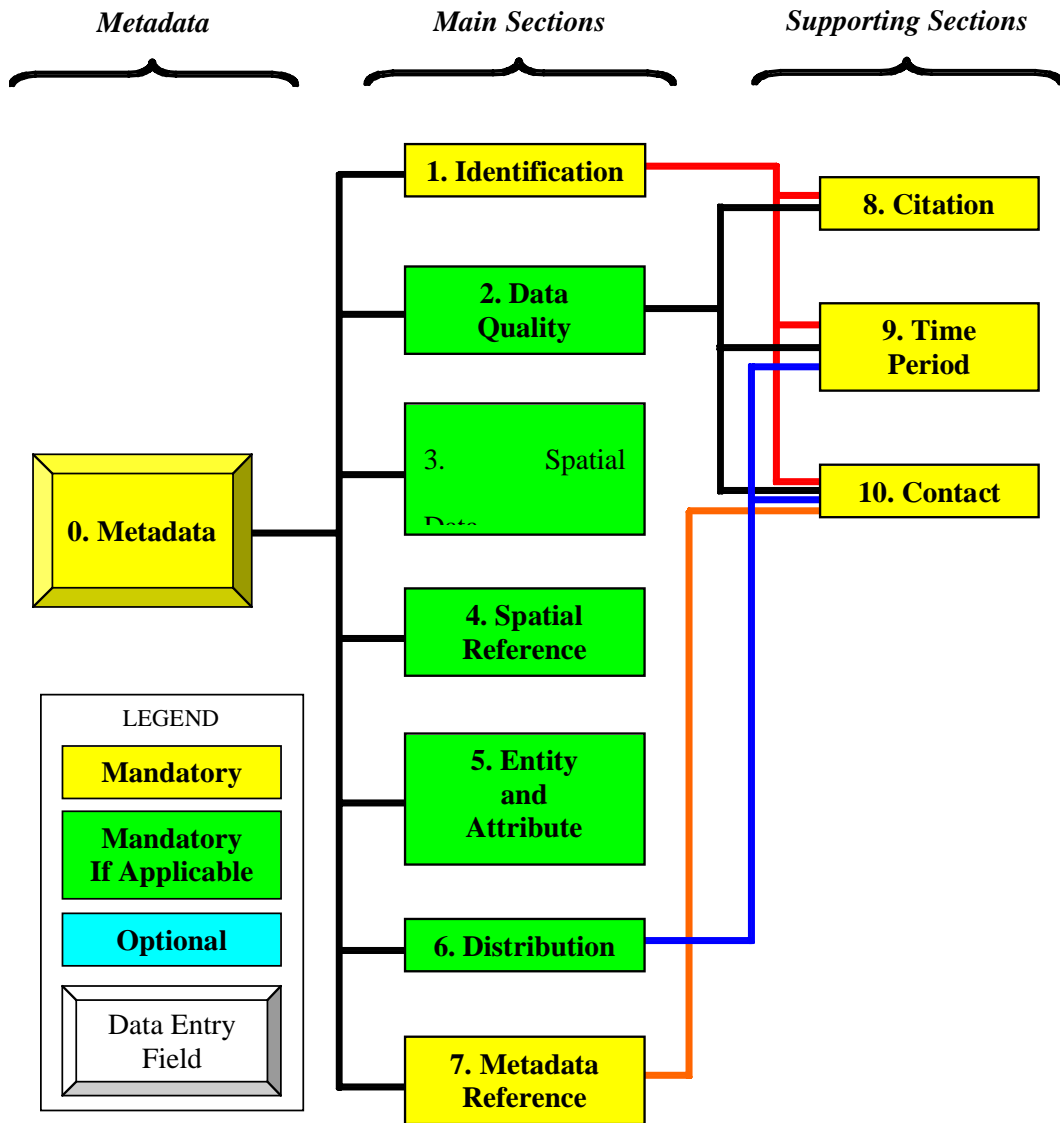 Metadata
Main Sections
Supporting Sections
1. Identification
2. Data
Quality
3. Spatial
Data
4. Spatial
Reference
5. Entity
and
Attribute
6. Distribution
7. Metadata
Reference
8. Citation
9. Time
Period
10. Contact
0. Metadata
LEGEND
Mandatory
Mandatory
If Applicable
Optional
Data Entry
Field